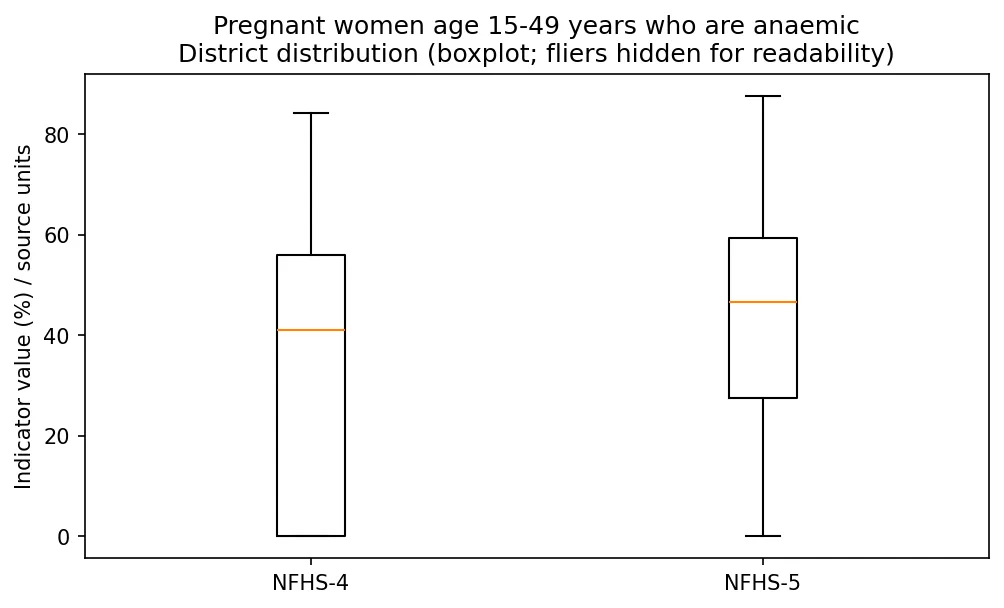 Pregnant women age 15-49 years who are anaemic
District distribution (boxplot; fliers hidden for readability)
Indicator value (%) / source units
80
60
40
20
0
NFHS-4
NFHS-5